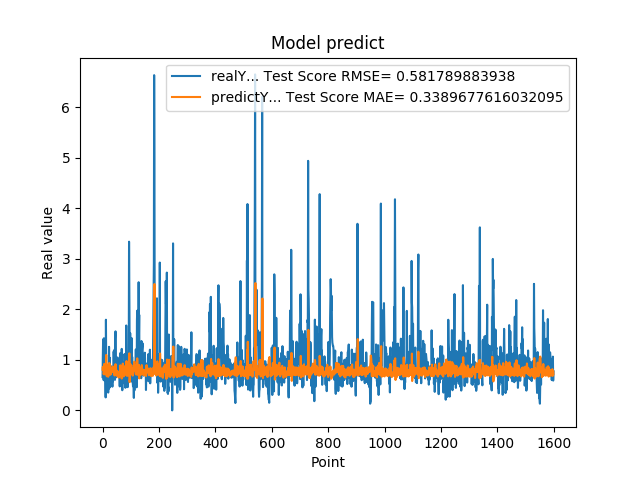 Model predict
realY... Test Score RMSE= 0.581789883938
predictY... Test Score MAE= 0.3389677616032095
Real value
6
5
4
3
2
1
0
0 200 400 600 800 1000 1200 1400 1600
Point